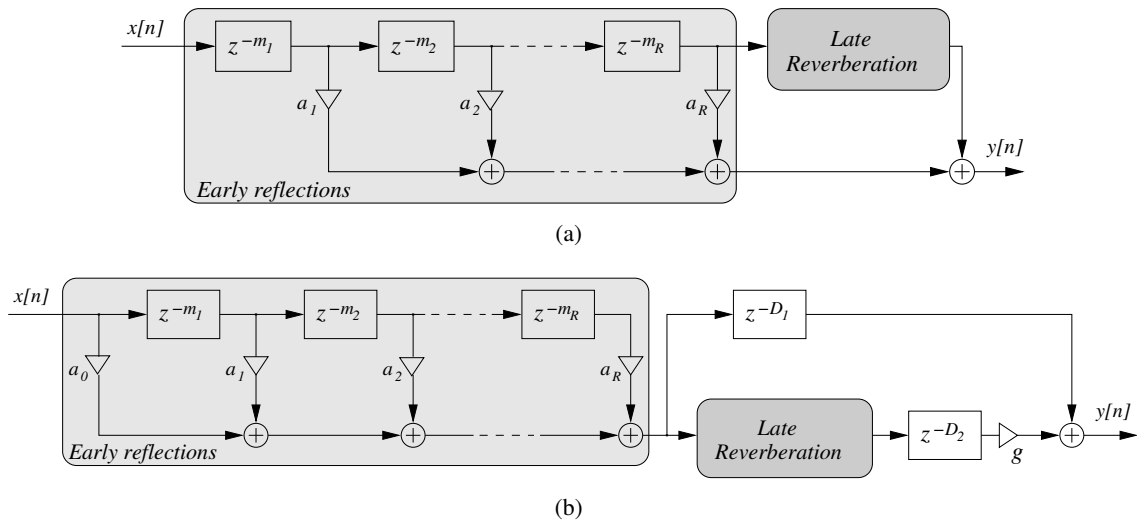 x[n]
z^{-m_1} z^{-m_2} z^{-m_R}
Late
Reverberation
a_1 a_2 a_R
y[n]
Early reflections
(a)
x[n]
z^{-m_1} z^{-m_2} z^{-m_R} z^{-D_1}
a_0 a_1 a_2 a_R
Late
Reverberation
z^{-D_2}
g
y[n]
Early reflections
(b)